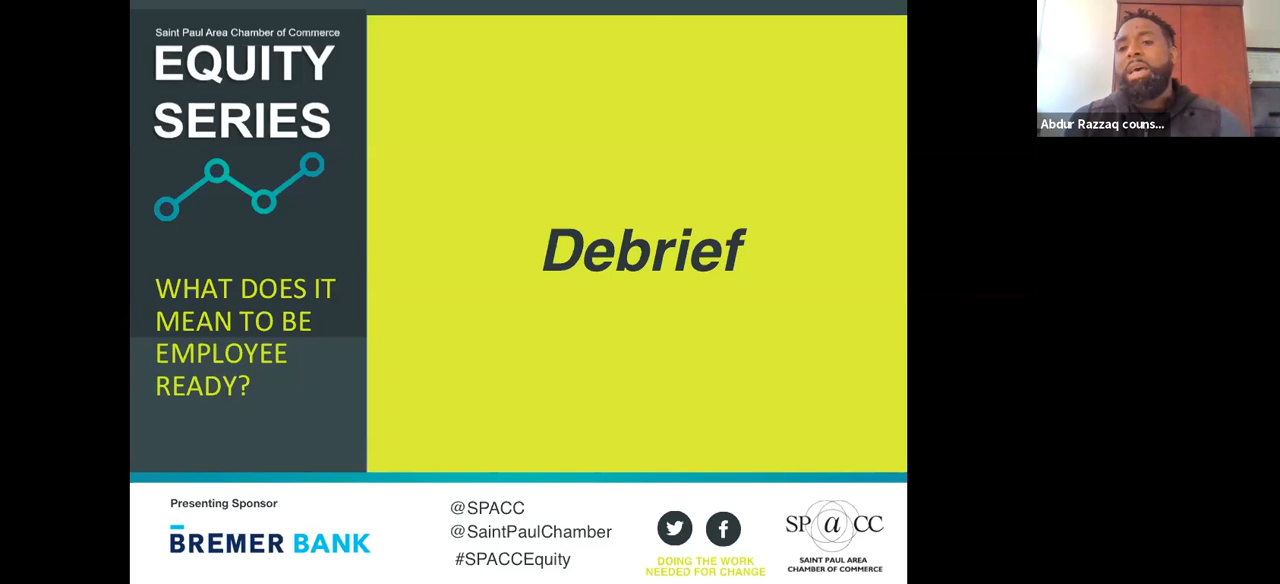 Saint Paul Area Chamber of Commerce
EQUITY
SERIES
WHAT DOES IT
MEAN TO BE
EMPLOYEE
READY?
Debrief
Abdur Razzaq couns...
Presenting Sponsor
BREMER BANK
@SPACC
@SaintPaulChamber
#SPACCEquity
DOING THE WORK
NEEDED FOR CHANGE
SPaCC
SAINT PAUL AREA
CHAMBER OF COMMERCE